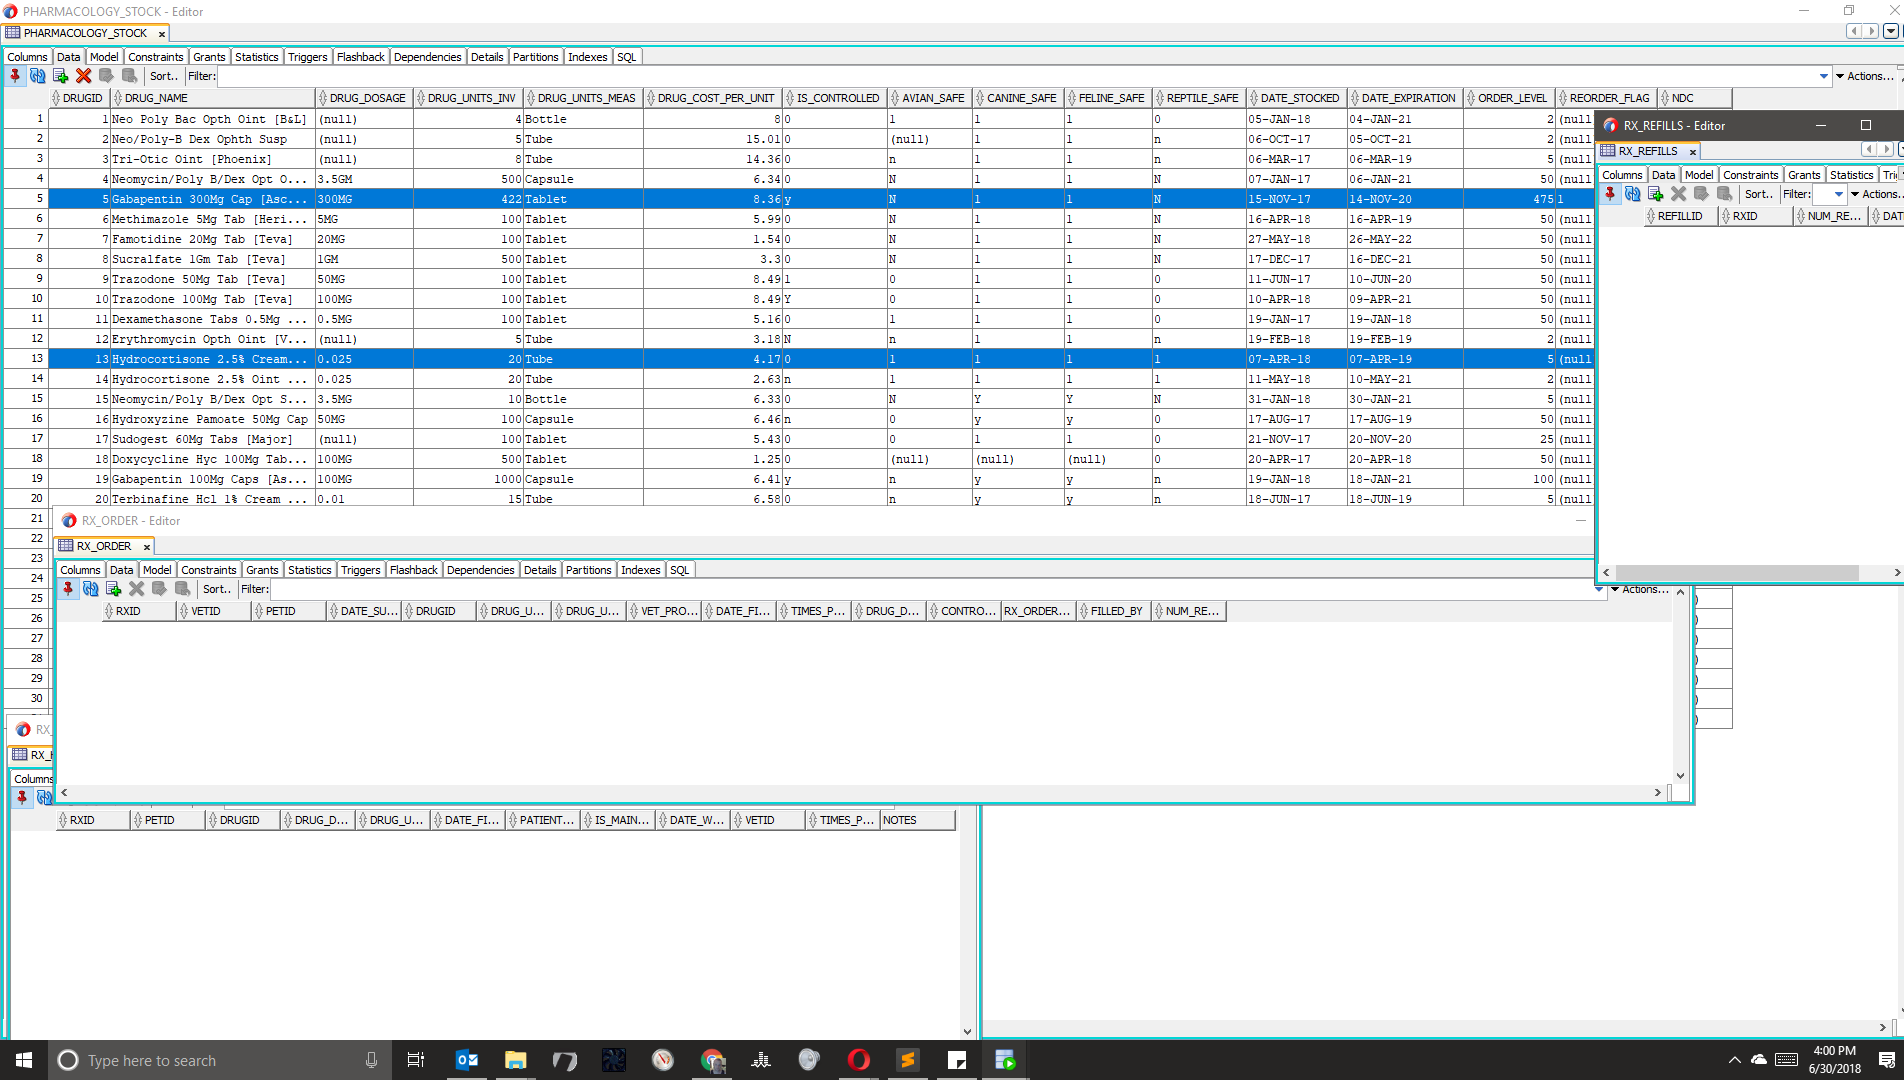 PHARMACOLOGY_STOCK - Editor
PHARMACOLOGY_STOCK
Columns Data Model Constraints Grants Statistics Triggers Flashback Dependencies Details Partitions Indexes SQL
Sort.. Filter: Actions...
DRUGID DRUG_NAME DRUG_DOSAGE DRUG_UNITS_INV DRUG_UNITS_MEAS DRUG_COST_PER_UNIT IS_CONTROLLED AVIAN_SAFE CANINE_SAFE FELINE_SAFE REPTILE_SAFE DATE_STOCKED DATE_EXPIRATION ORDER_LEVEL REORDER_FLAG NDC
1 1 Neo Poly Bac Opth Oint [B&L] (null) 4 Bottle 8 0 1 1 1 0 05-JAN-18 04-JAN-21 2 (null
2 2 Neo/Poly-B Dex Ophth Susp (null) 5 Tube 15.01 0 (null) 1 1 n 06-OCT-17 05-OCT-21 2 (null
3 3 Tri-Otic Oint [Phoenix] (null) 8 Tube 14.36 0 n 1 1 n 06-MAR-17 06-MAR-19 5 (null
4 4 Neomycin/Poly B/Dex Opt O... 3.5GM 500 Capsule 6.34 0 N 1 1 N 07-JAN-17 06-JAN-21 50 (null
5 5 Gabapentin 300Mg Cap [Asc... 300MG 422 Tablet 8.36 y N 1 1 N 15-NOV-17 14-NOV-20 475 1
6 6 Methimazole 5Mg Tab [Heri... 5MG 100 Tablet 5.99 0 N 1 1 N 16-APR-18 16-APR-19 50 (null
7 7 Famotidine 20Mg Tab [Teva] 20MG 100 Tablet 1.54 0 N 1 1 N 27-MAY-18 26-MAY-22 50 (null
8 8 Sucralfate 1Gm Tab [Teva] 1GM 500 Tablet 3.3 0 N 1 1 N 17-DEC-17 16-DEC-21 50 (null
9 9 Trazodone 50Mg Tab [Teva] 50MG 100 Tablet 8.49 1 0 1 1 0 11-JUN-17 10-JUN-20 50 (null
10 10 Trazodone 100Mg Tab [Teva] 100MG 100 Tablet 8.49 Y 0 1 1 0 10-APR-18 09-APR-21 50 (null
11 11 Dexamethasone Tabs 0.5Mg ... 0.5MG 100 Tablet 5.16 0 1 1 1 0 19-JAN-17 19-JAN-18 50 (null
12 12 Erythromycin Opth Oint [V... (null) 5 Tube 3.18 N n 1 1 n 19-FEB-18 19-FEB-19 2 (null
13 13 Hydrocortisone 2.5% Cream... 0.025 20 Tube 4.17 0 1 1 1 1 07-APR-18 07-APR-19 5 (null
14 14 Hydrocortisone 2.5% Oint ... 0.025 20 Tube 2.63 n 1 1 1 1 11-MAY-18 10-MAY-21 2 (null
15 15 Neomycin/Poly B/Dex Opt S... 3.5MG 10 Bottle 6.33 0 N Y Y N 31-JAN-18 30-JAN-21 5 (null
16 16 Hydroxyzine Pamoate 50Mg Cap 50MG 100 Capsule 6.46 n 0 y y 0 17-AUG-17 17-AUG-19 50 (null
17 17 Sudogest 60Mg Tabs [Major] (null) 100 Tablet 5.43 0 0 1 1 0 21-NOV-17 20-NOV-20 25 (null
18 18 Doxycycline Hyc 100Mg Tab... 100MG 500 Tablet 1.25 0 (null) (null) (null) 0 20-APR-17 20-APR-18 50 (null
19 19 Gabapentin 100Mg Caps [As... 100MG 1000 Capsule 6.41 y n y y n 19-JAN-18 18-JAN-21 100 (null
20 20 Terbinafine Hcl 1% Cream ... 0.01 15 Tube 6.58 0 n y y n 18-JUN-17 18-JUN-19 5 (null
21
22
23
24
25
26
27
28
29
30
RX_REFILLS - Editor
RX_REFILLS
Columns Data Model Constraints Grants Statistics Tri
Sort.. Filter: Actions..
REFILLID RXID NUM_RE... DAT
RX_ORDER - Editor
RX_ORDER
Columns Data Model Constraints Grants Statistics Triggers Flashback Dependencies Details Partitions Indexes SQL
Sort.. Filter: Actions...
RXID VETID PETID DATE_SU... DRUGID DRUG_U... DRUG_U... VET_PRO... DATE_FI... TIMES_P... DRUG_D... CONTRO... RX_ORDER... FILLED_BY NUM_RE...
RX_
RX_
Columns
RXID PETID DRUGID DRUG_D... DRUG_U... DATE_FI... PATIENT... IS_MAIN... DATE_W... VETID TIMES_P... NOTES
Type here to search
4:00 PM
6/30/2018